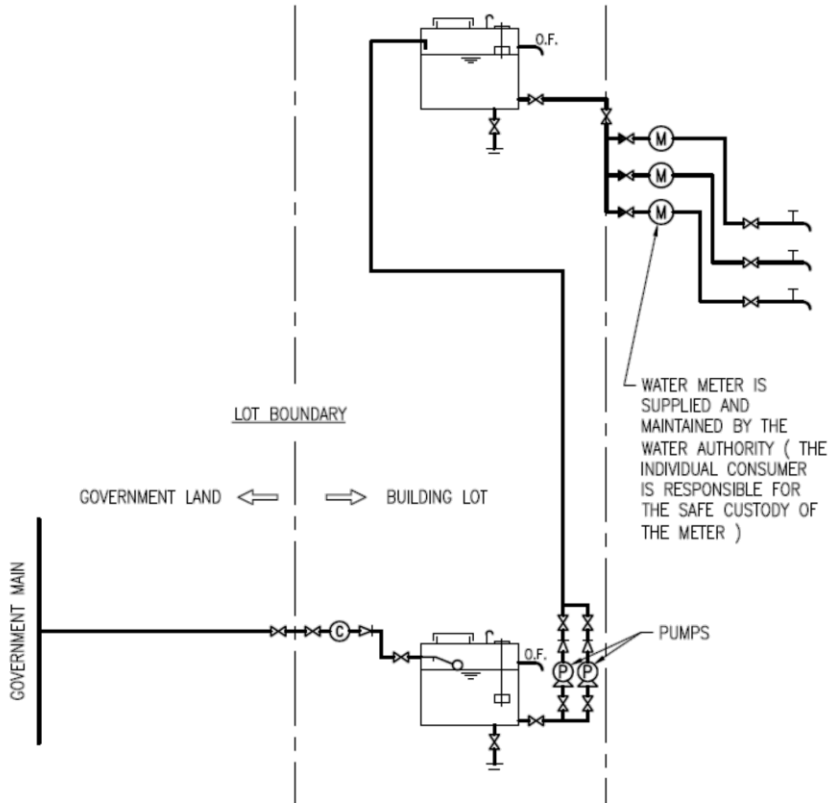 O.F.
M
M
M
WATER METER IS
SUPPLIED AND
MAINTAINED BY THE
WATER AUTHORITY ( THE
INDIVIDUAL CONSUMER
IS RESPONSIBLE FOR
THE SAFE CUSTODY OF
THE METER )
LOT BOUNDARY
GOVERNMENT LAND
BUILDING LOT
GOVERNMENT MAIN
C
O.F.
P
P
PUMPS